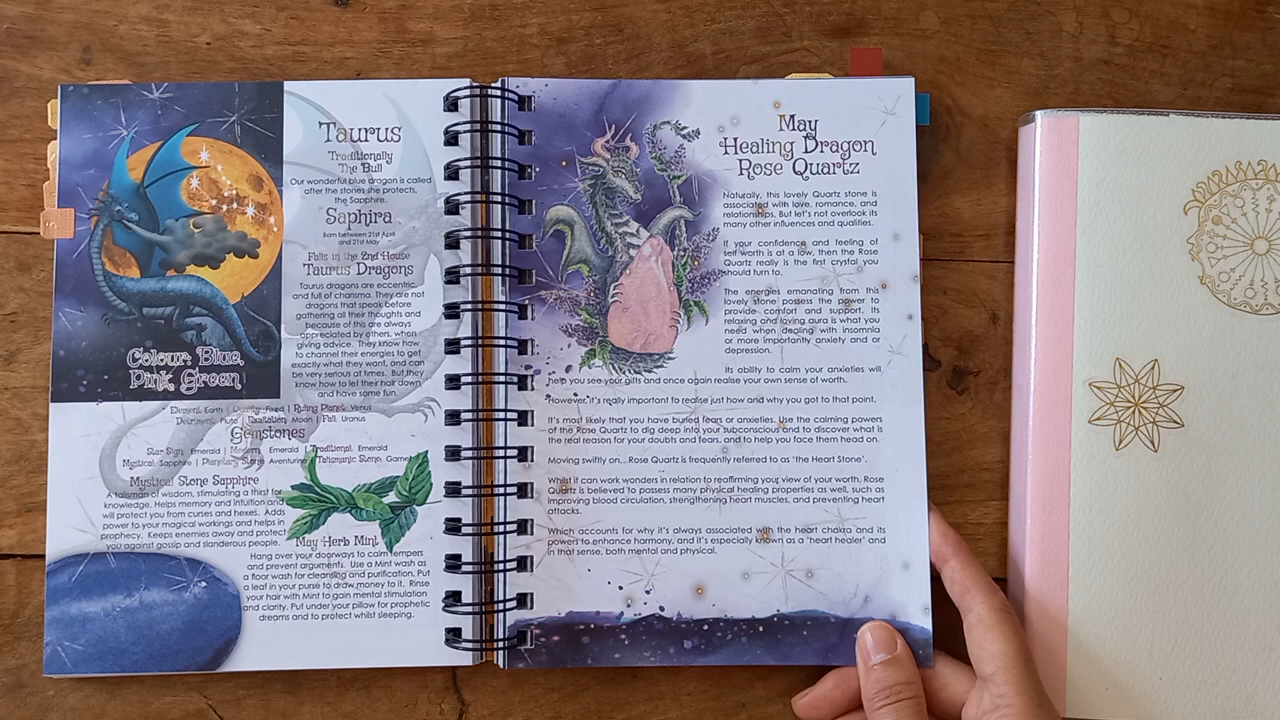 Taurus
Traditionally
The Bull
Our wonderful blue dragon is called
after the stones she protects,
the Sapphire.
Saphira
Born between 21st April
and 21st May
Falls in the 2nd House
Taurus Dragons
Taurus dragons are eccentric,
and full of charisma. They are not
dragons that speak before
gathering all their thoughts and
because of this are always
appreciated by others, when
giving advice. They know how
to channel their energies to get
exactly what they want, and can
be very serious at times. But they
know how to let their hair down
and have some fun.
Colour: Blue,
Pink, Green
Element: Earth | Quality: Fixed | Ruling Planet: Venus
Detriment: Pluto | Exaltation: Moon | Fall: Uranus
Gemstones
Star Sign: Emerald | Modern: Emerald | Traditional: Emerald
Mystical: Sapphire | Planetary Stone: Aventurine | Talismanic Stone: Garnet
Mystical Stone Sapphire
A talisman of wisdom, stimulating a thirst for
knowledge. Helps memory and intuition and
will protect you from curses and hexes. Adds
power to your magical workings and helps in
prophecy. Keeps enemies away and protect
you against gossip and slanderous people.
May Herb Mint
Hang over your doorways to calm tempers
and prevent arguments. Use a Mint wash as
a floor wash for cleansing and purification. Put
a leaf in your purse to draw money to it. Rinse
your hair with Mint to gain mental stimulation
and clarity. Put under your pillow for prophetic
dreams and to protect whilst sleeping.
May
Healing Dragon
Rose Quartz
Naturally, this lovely Quartz stone is
associated with love, romance, and
relationships. But let's not overlook its
many other influences and qualities.
If your confidence and feeling of
self worth is at a low, then the Rose
Quartz really is the first crystal you
should turn to.
The energies emanating from this
lovely stone possess the power to
provide comfort and support. Its
relaxing and loving aura is what you
need when dealing with insomnia
or more importantly anxiety and or
depression.
Its ability to calm your anxieties will
help you see your gifts and once again realise your own sense of worth.
However, it's really important to realise just how and why you got to that point.
It's most likely that you have buried fears or anxieties. Use the calming powers
of the Rose Quartz to dig deep into your subconscious and to discover what is
the real reason for your doubts and fears, and to help you face them head on.
Moving swiftly on...Rose Quartz is frequently referred to as 'the Heart Stone'.
Whilst it can work wonders in relation to reaffirming your view of your worth, Rose
Quartz is believed to possess many physical healing properties as well, such as
improving blood circulation, strengthening heart muscles, and preventing heart
attacks.
Which accounts for why it's always associated with the heart chakra and its
powers to enhance harmony, and it's especially known as a 'heart healer' and
in that sense, both mental and physical.